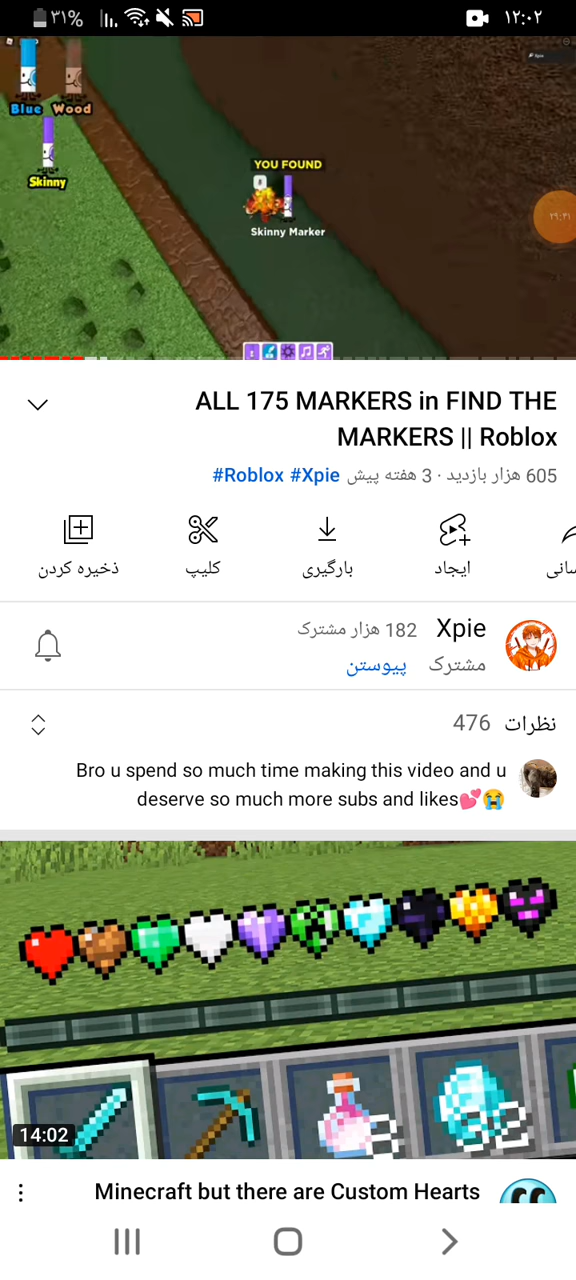 ۳۱%
۱۲:۰۲
Blue Wood
Skinny
YOU FOUND
Skinny Marker
۲۹:۳۱
ALL 175 MARKERS in FIND THE
MARKERS || Roblox
605 هزار بازدید · 3 هفته پیش #Roblox #Xpie
ایجاد
بارگیری
کلیپ
ذخیره کردن
Xpie 182 هزار مشترک
مشترک پیوستن
نظرات 476
Bro u spend so much time making this video and u
deserve so much more subs and likes💕😭
32
14:02
Minecraft but there are Custom Hearts